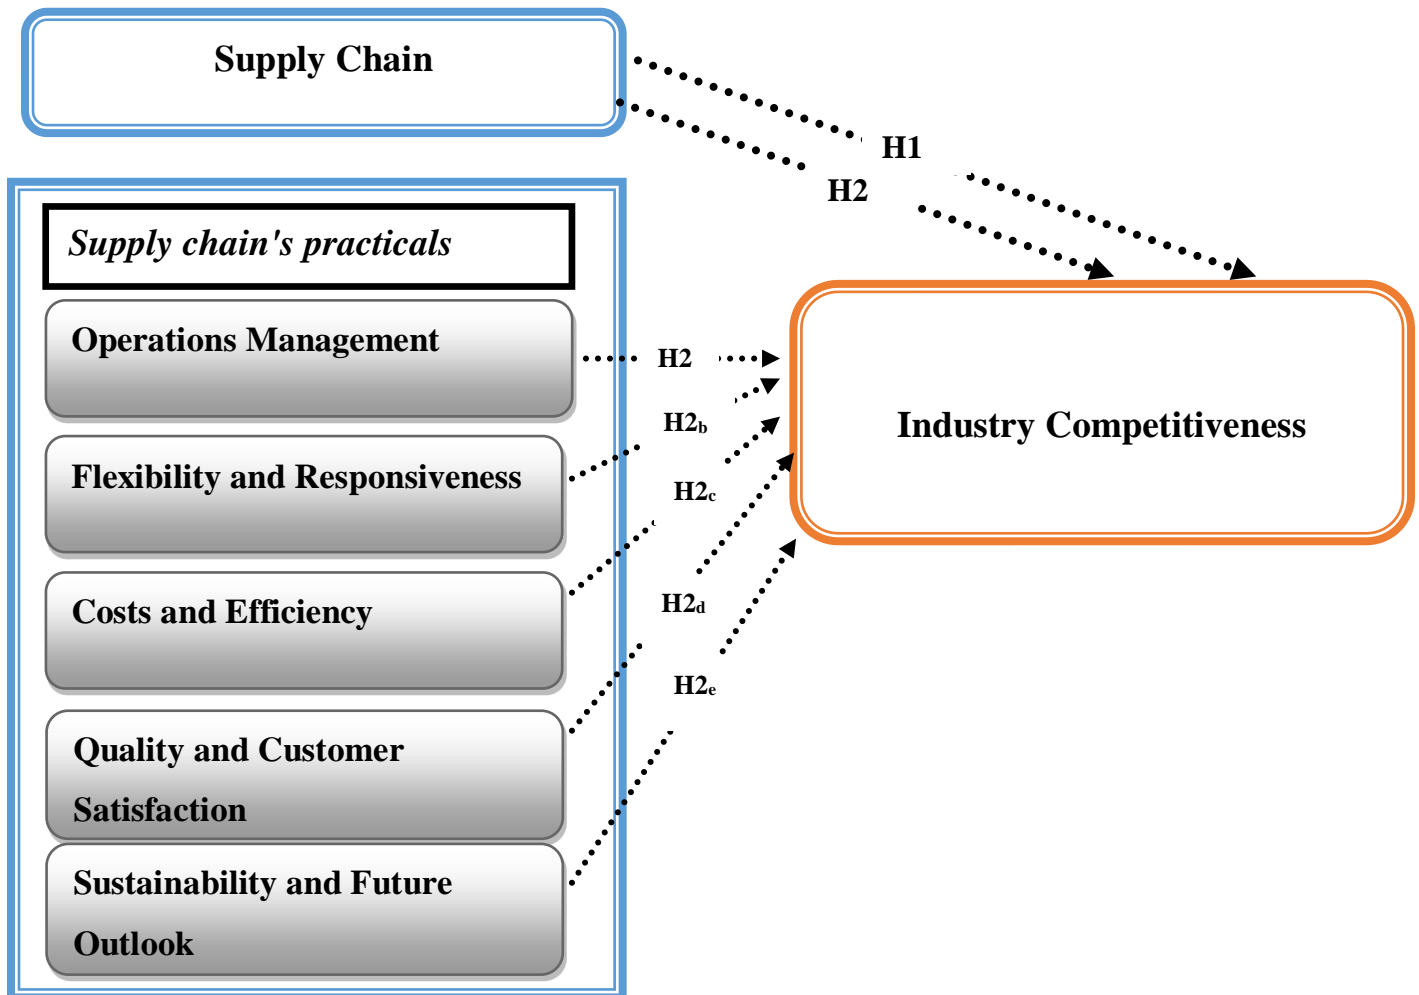 Supply Chain
H1
H2
Supply chain's practicals
Operations Management
H2
Flexibility and Responsiveness
H2b
Industry Competitiveness
H2c
Costs and Efficiency
H2d
Quality and Customer
Satisfaction
H2e
Sustainability and Future
Outlook